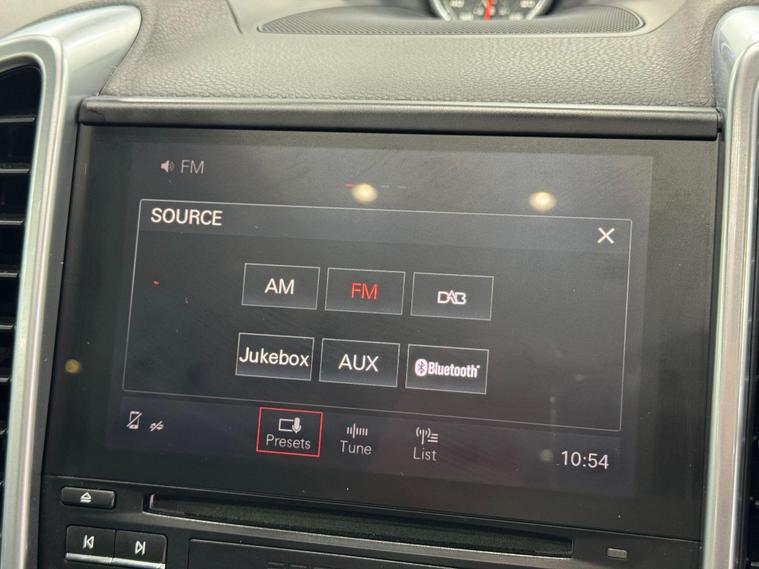 FM
SOURCE
AM FM DAB
Jukebox AUX Bluetooth
Presets Tune List
10:54